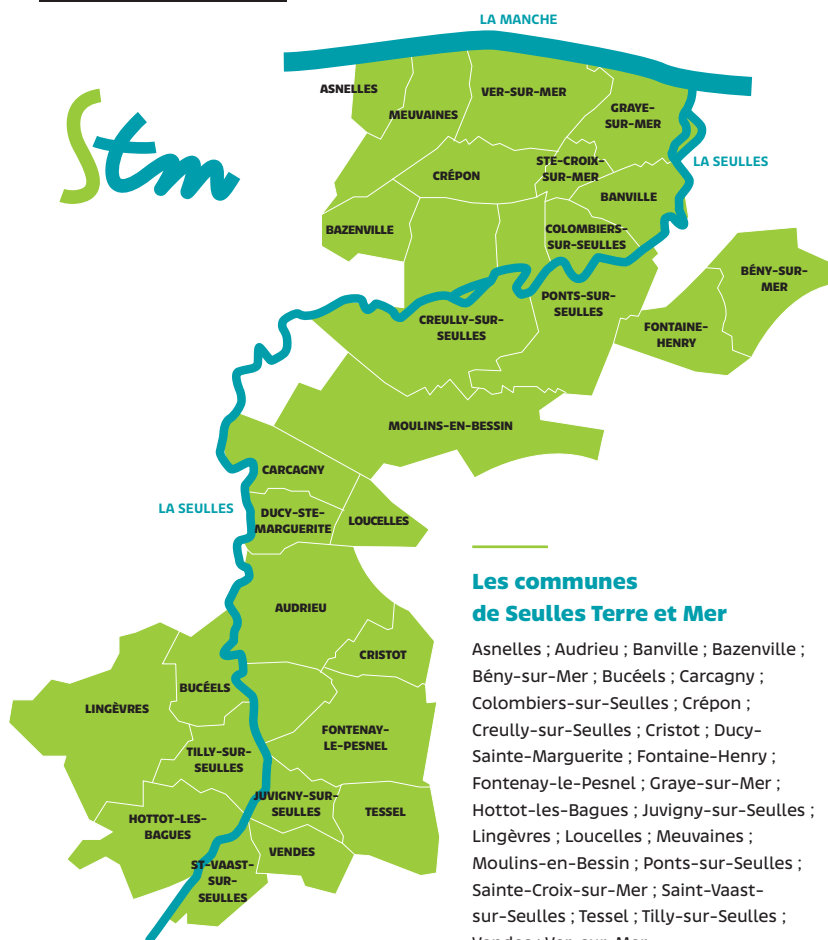 LA MANCHE
Stm
ASNELLES
MEUVAINES
VER-SUR-MER
GRAYE-
SUR-MER
LA SEULLES
CRÉPON
STE-CROIX-
SUR-MER
BANVILLE
BAZENVILLE
COLOMBIERS-
SUR-SEULLES
BÉNY-SUR-
MER
PONTS-SUR-
SEULLES
CREULLY-SUR-
SEULLES
FONTAINE-
HENRY
MOULINS-EN-BESSIN
CARCAGNY
LA SEULLES
DUCY-STE-
MARGUERITE
LOUCELLES
AUDRIEU
CRISTOT
BUCÉELS
LINGÈVRES
FONTENAY-
LE-PESNEL
TILLY-SUR-
SEULLES
JUVIGNY-SUR-
SEULLES
TESSEL
HOTTOT-LES-
BAGUES
VENDES
ST-VAAST-
SUR-
SEULLES
Les communes
de Seulles Terre et Mer
Asnelles ; Audrieu ; Banville ; Bazenville ;
Bény-sur-Mer ; Bucéels ; Carcagny ;
Colombiers-sur-Seulles ; Crépon ;
Creully-sur-Seulles ; Cristot ; Ducy-
Sainte-Marguerite ; Fontaine-Henry ;
Fontenay-le-Pesnel ; Graye-sur-Mer ;
Hottot-les-Bagues ; Juvigny-sur-Seulles ;
Lingèvres ; Loucelles ; Meuvaines ;
Moulins-en-Bessin ; Ponts-sur-Seulles ;
Sainte-Croix-sur-Mer ; Saint-Vaast-
sur-Seulles ; Tessel ; Tilly-sur-Seulles ;
Vendes ; Ver-sur-Mer